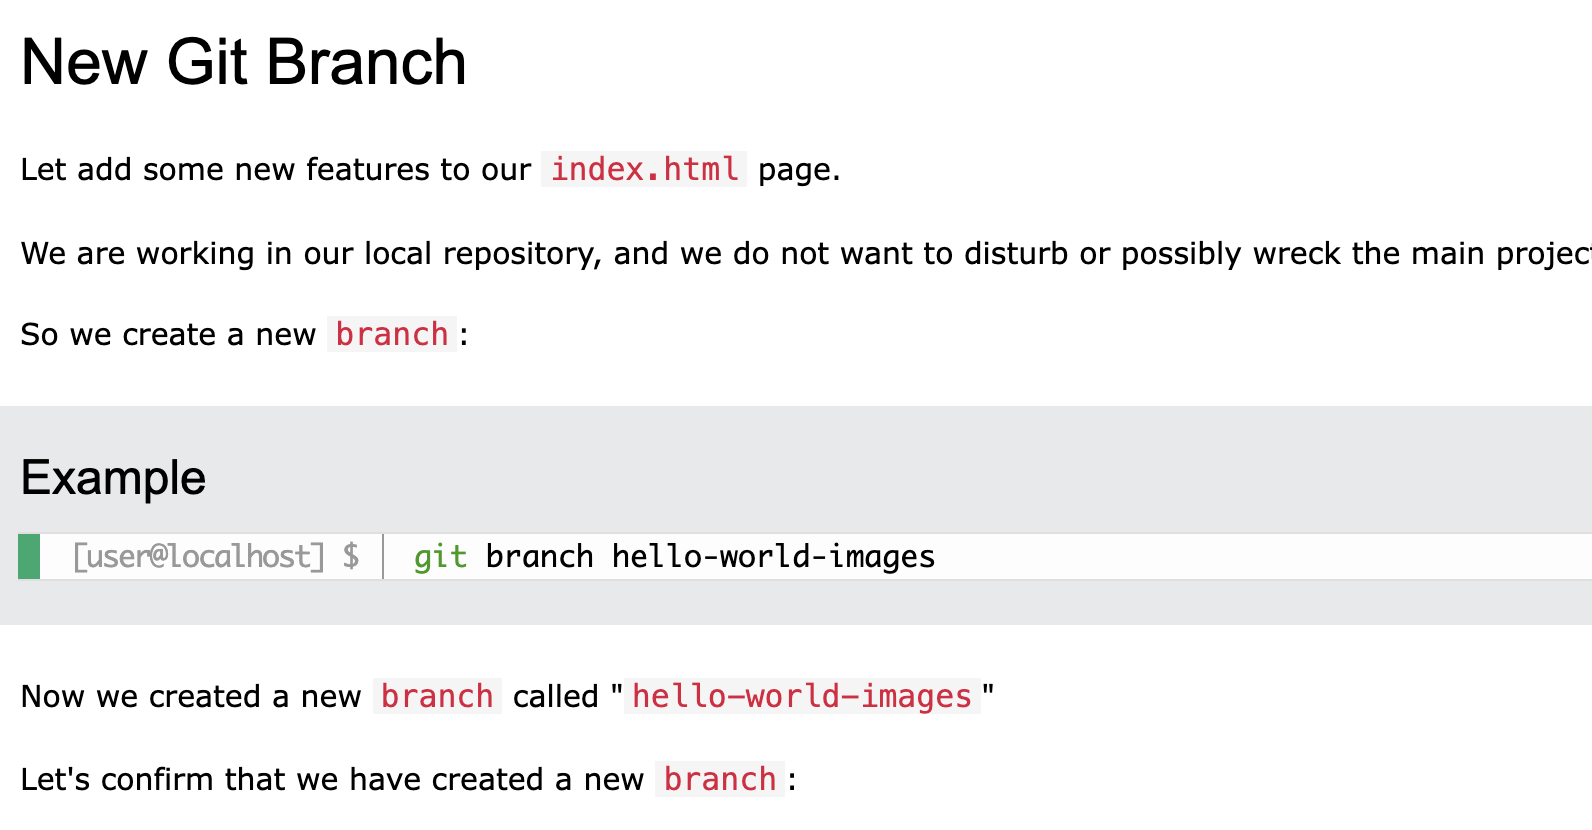 New Git Branch
Let add some new features to our index.html page.
We are working in our local repository, and we do not want to disturb or possibly wreck the main
So we create a new branch:
Example
[user@localhost] $ git branch hello-world-images
Now we created a new branch called "hello-world-images"
Let's confirm that we have created a new branch: